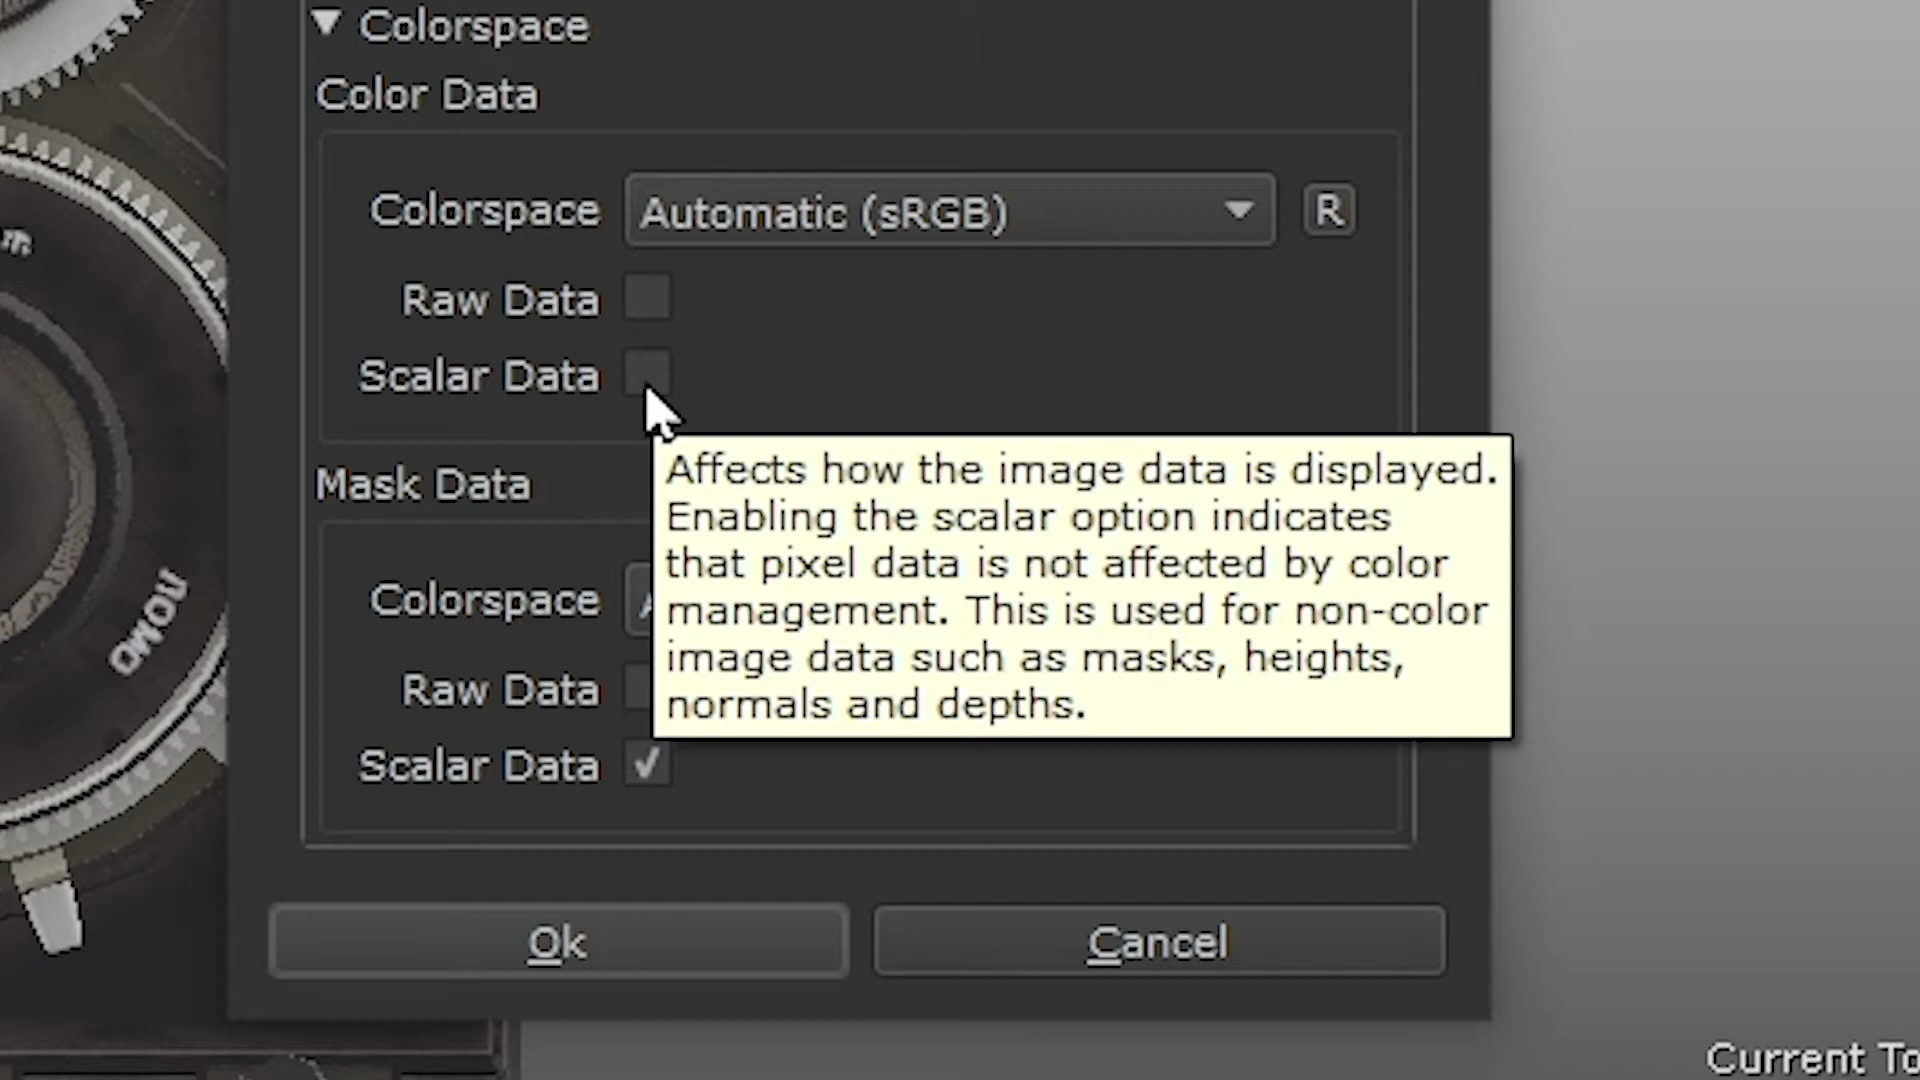 Colorspace
Color Data
Colorspace Automatic (sRGB) R
Raw Data
Scalar Data
Affects how the image data is displayed.
Enabling the scalar option indicates
that pixel data is not affected by color
management. This is used for non-color
image data such as masks, heights,
normals and depths.
Mask Data
Colorspace
Raw Data
Scalar Data
Ok Cancel
Current